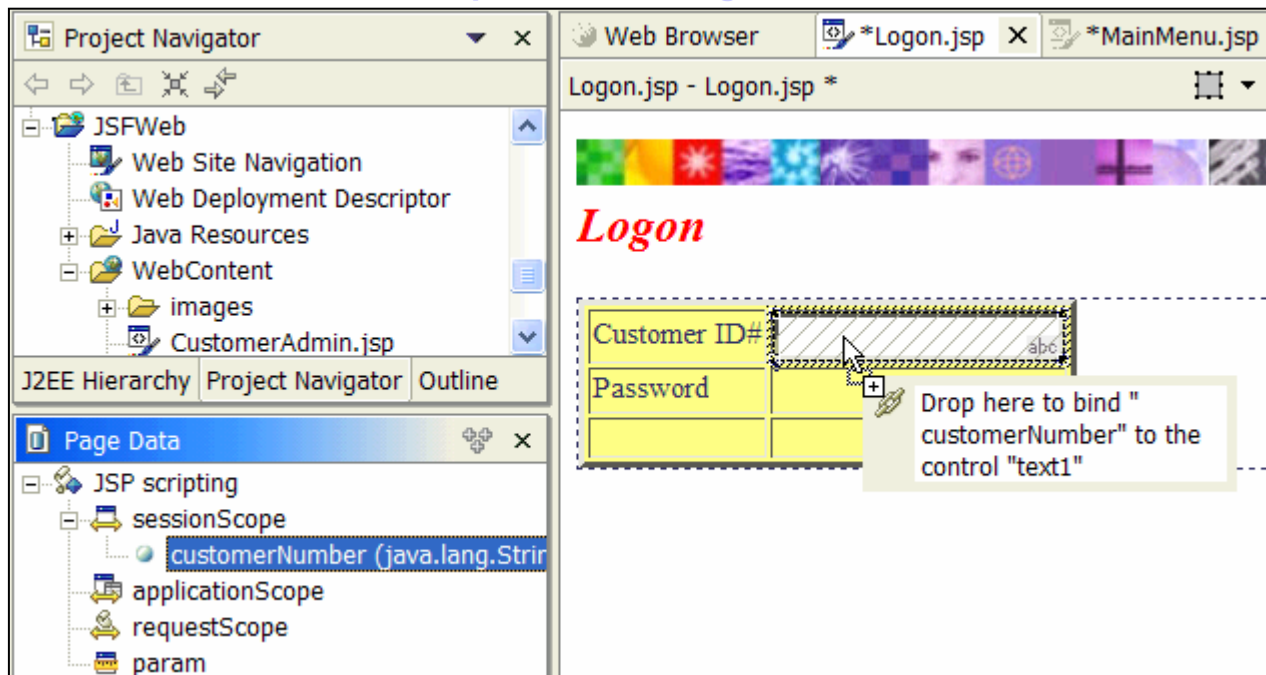 Project Navigator
JSFWeb
Web Site Navigation
Web Deployment Descriptor
Java Resources
WebContent
images
CustomerAdmin.jsp
J2EE Hierarchy Project Navigator Outline
Page Data
JSP scripting
sessionScope
customerNumber (java.lang.Strin
applicationScope
requestScope
param
Web Browser *Logon.jsp *MainMenu.jsp
Logon.jsp - Logon.jsp *
Logon
Customer ID#
abc
Password
Drop here to bind "
customerNumber" to the
control "text1"